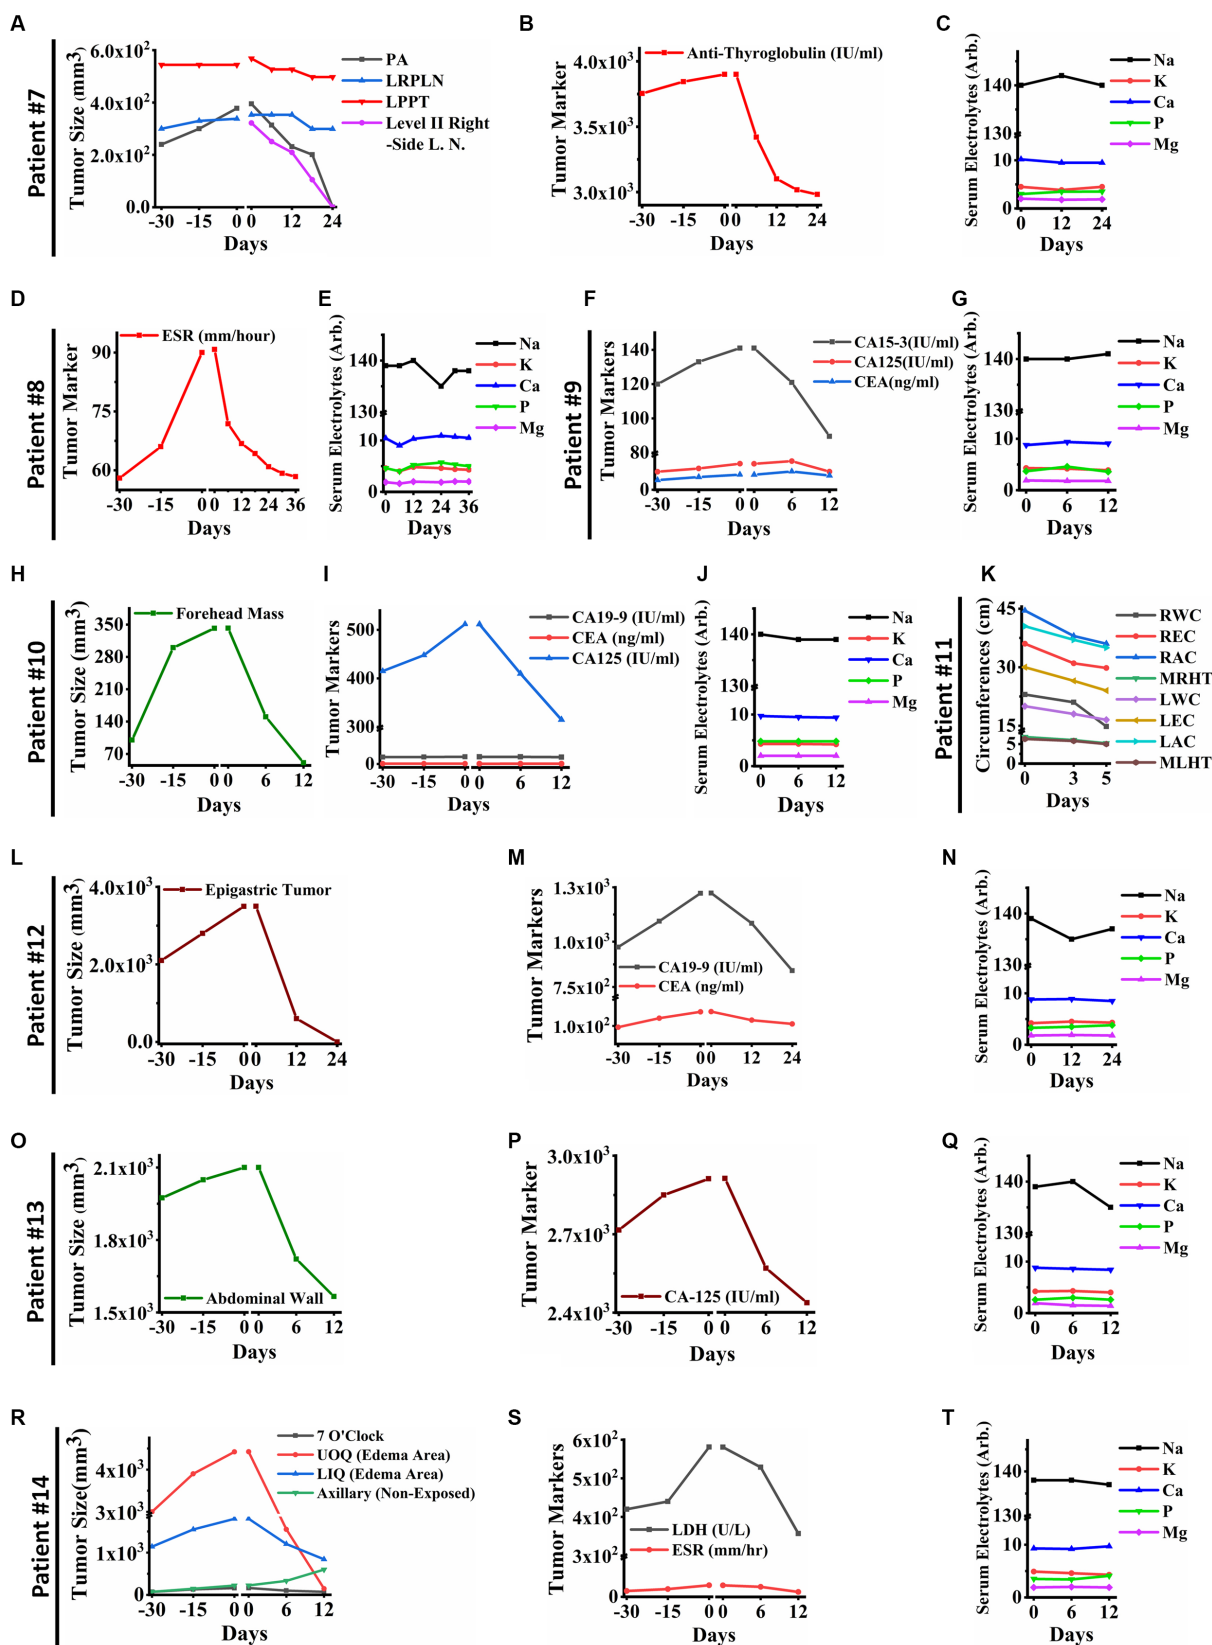 A
Patient #7
Tumor Size (mm3)
6.0x10²
4.0x10²
2.0x10²
0.0
-30 -15 0 0 12 24
Days
PA
LRPLN
LPPT
Level II Right
-Side L. N.
B
Tumor Marker
4.0x10³
3.5x10³
3.0x10³
-30 -15 0 0 12 24
Days
Anti-Thyroglobulin (IU/ml)
C
Serum Electrolytes (Arb.)
140
130
10
0
0 12 24
Days
Na
K
Ca
P
Mg
D
Patient #8
Tumor Marker
90
75
60
-30 -15 0 0 12 24 36
Days
ESR (mm/hour)
E
Serum Electrolytes (Arb.)
140
130
10
0
0 12 24 36
Days
Na
K
Ca
P
Mg
F
Patient #9
Tumor Markers
140
120
100
80
50
0
-30 -15 0 0 6 12
Days
CA15-3(IU/ml)
CA125(IU/ml)
CEA(ng/ml)
G
Serum Electrolytes (Arb.)
140
130
10
0
0 6 12
Days
Na
K
Ca
P
Mg
H
Patient #10
Tumor Size (mm3)
350
280
210
140
70
-30 -15 0 0 6 12
Days
Forehead Mass
I
Tumor Markers
500
400
300
0
-30 -15 0 0 6 12
Days
CA19-9 (IU/ml)
CEA (ng/ml)
CA125 (IU/ml)
J
Serum Electrolytes (Arb.)
140
130
10
0
0 6 12
Days
Na
K
Ca
P
Mg
K
Patient #11
Circumferences (cm)
45
30
15
5
0
0 3 5
Days
RWC
REC
RAC
MRHT
LWC
LEC
LAC
MLHT
L
Patient #12
Tumor Size (mm3)
4.0x10³
2.0x10³
0.0
-30 -15 0 0 12 24
Days
Epigastric Tumor
M
Tumor Markers
1.3x10³
1.0x10³
7.5x10²
1.0x10²
-30 -15 0 0 12 24
Days
CA19-9 (IU/ml)
CEA (ng/ml)
N
Serum Electrolytes (Arb.)
140
130
10
0
0 12 24
Days
Na
K
Ca
P
Mg
O
Patient #13
Tumor Size (mm3)
2.1x10³
1.8x10³
1.5x10³
-30 -15 0 0 6 12
Days
Abdominal Wall
P
Tumor Marker
3.0x10³
2.7x10³
2.4x10³
-30 -15 0 0 6 12
Days
CA-125 (IU/ml)
Q
Serum Electrolytes (Arb.)
140
130
10
0
0 6 12
Days
Na
K
Ca
P
Mg
R
Patient #14
Tumor Size(mm3)
4x10³
3x10³
1x10³
0
-30 -15 0 0 6 12
Days
7 O'Clock
UOQ (Edema Area)
LIQ (Edema Area)
Axillary (Non-Exposed)
S
Tumor Markers
6x10²
5x10²
4x10²
3x10²
0
-30 -15 0 0 6 12
Days
LDH (U/L)
ESR (mm/hr)
T
Serum Electrolytes (Arb.)
140
130
10
0
0 6 12
Days
Na
K
Ca
P
Mg